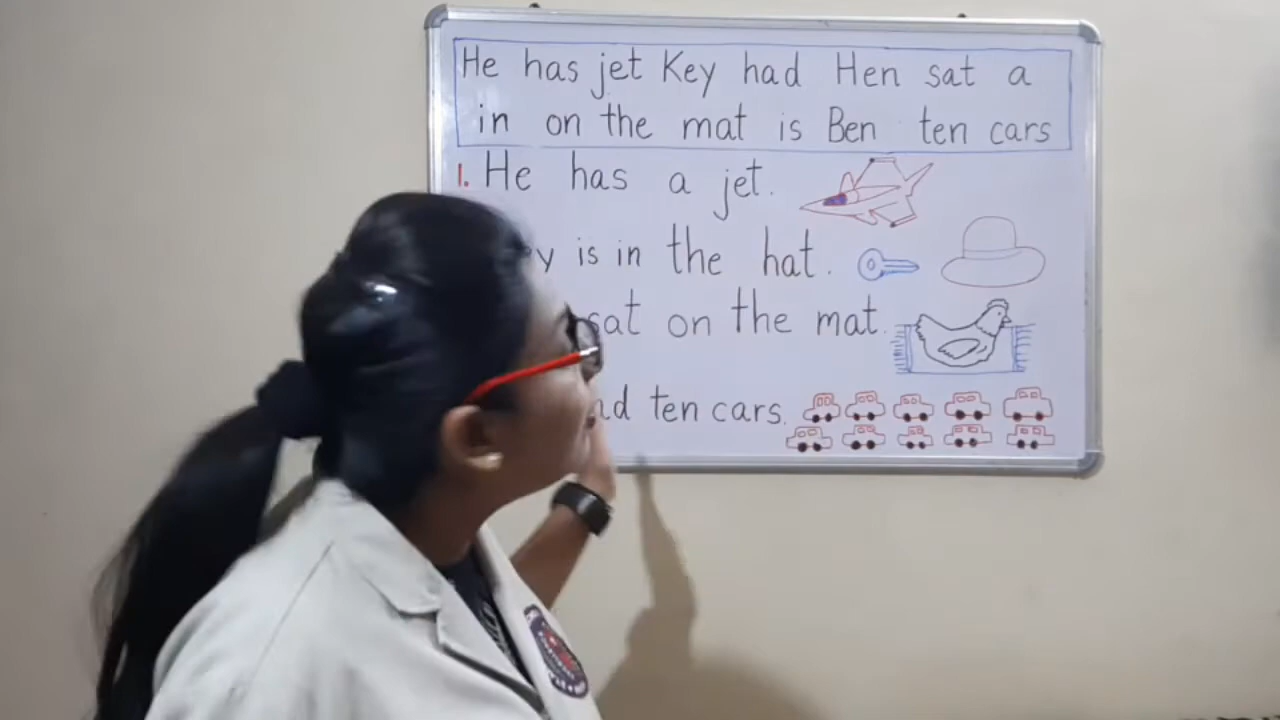 He has jet Key had Hen sat a
in on the mat is Ben ten cars
1. He has a jet.
is in the hat.
sat on the mat.
ten cars.